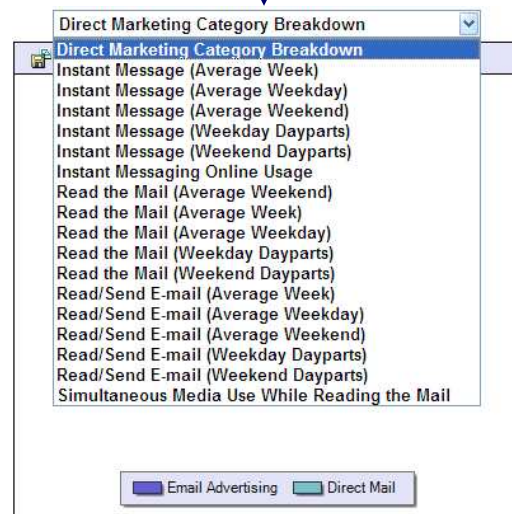 Direct Marketing Category Breakdown
Direct Marketing Category Breakdown
Instant Message (Average Week)
Instant Message (Average Weekday)
Instant Message (Average Weekend)
Instant Message (Weekday Dayparts)
Instant Message (Weekend Dayparts)
Instant Messaging Online Usage
Read the Mail (Average Weekend)
Read the Mail (Average Week)
Read the Mail (Average Weekday)
Read the Mail (Weekday Dayparts)
Read the Mail (Weekend Dayparts)
Read/Send E-mail (Average Week)
Read/Send E-mail (Average Weekday)
Read/Send E-mail (Average Weekend)
Read/Send E-mail (Weekday Dayparts)
Read/Send E-mail (Weekend Dayparts)
Simultaneous Media Use While Reading the Mail
Email Advertising Direct Mail